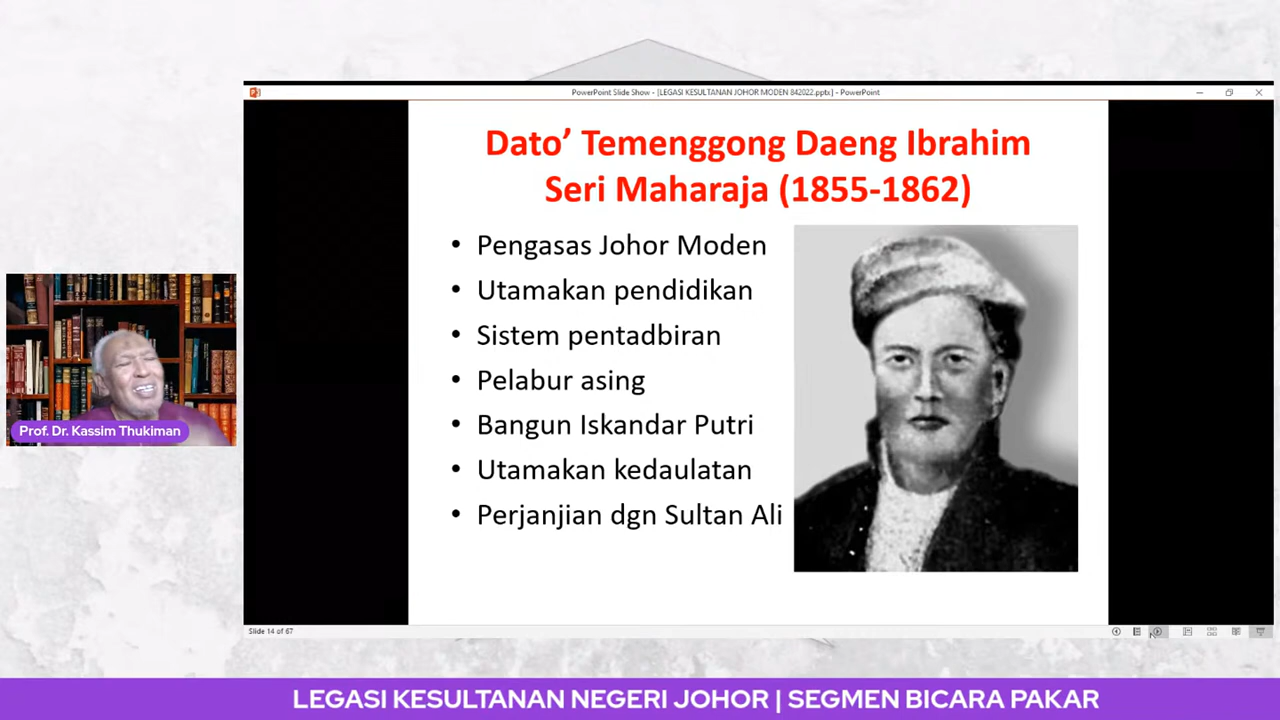 PowerPoint Slide Show - [LEGASI KESULTANAN JOHOR MODEN 842022.pptx] - PowerPoint
Dato’ Temenggong Daeng Ibrahim
Seri Maharaja (1855-1862)
• Pengasas Johor Moden
• Utamakan pendidikan
• Sistem pentadbiran
• Pelabur asing
• Bangun Iskandar Putri
• Utamakan kedaulatan
• Perjanjian dgn Sultan Ali
Prof. Dr. Kassim Thukiman
Slide 14 of 67
LEGASI KESULTANAN NEGERI JOHOR | SEGMEN BICARA PAKAR